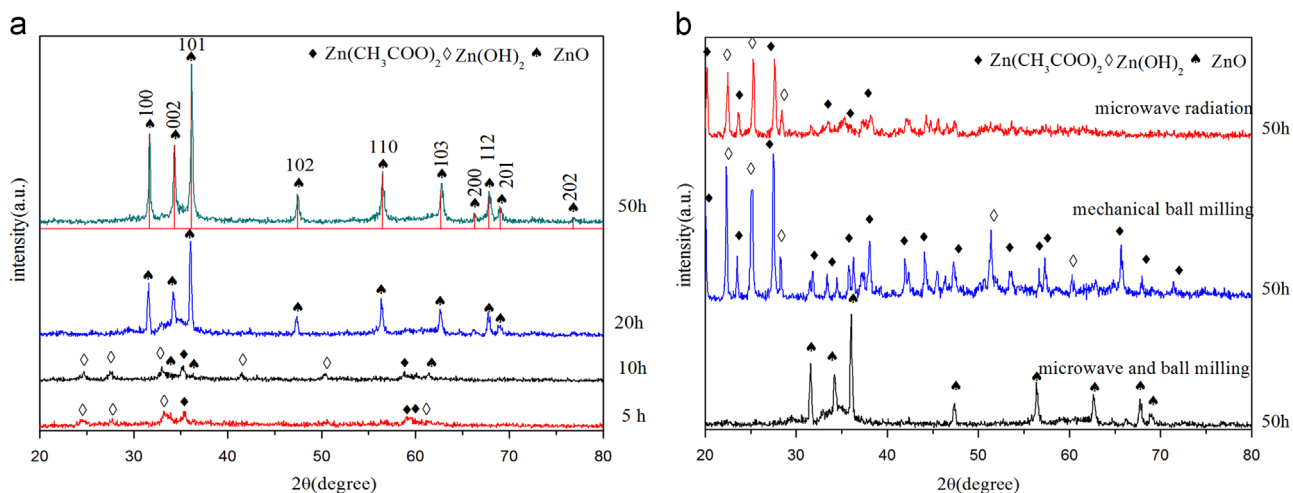 a
◆ Zn(CH₃COO)₂ ◇ Zn(OH)₂ ♠ ZnO
100
002
101
102
110
103
200
112
201
202
50h
20h
10h
5 h
intensity(a.u.)
20 30 40 50 60 70 80
2θ(degree)
b
◆ Zn(CH₃COO)₂ ◇ Zn(OH)₂ ♠ ZnO
microwave radiation
50h
mechanical ball milling
50h
microwave and ball milling
50h
intensity(a.u.)
20 30 40 50 60 70 80
2θ(degree)